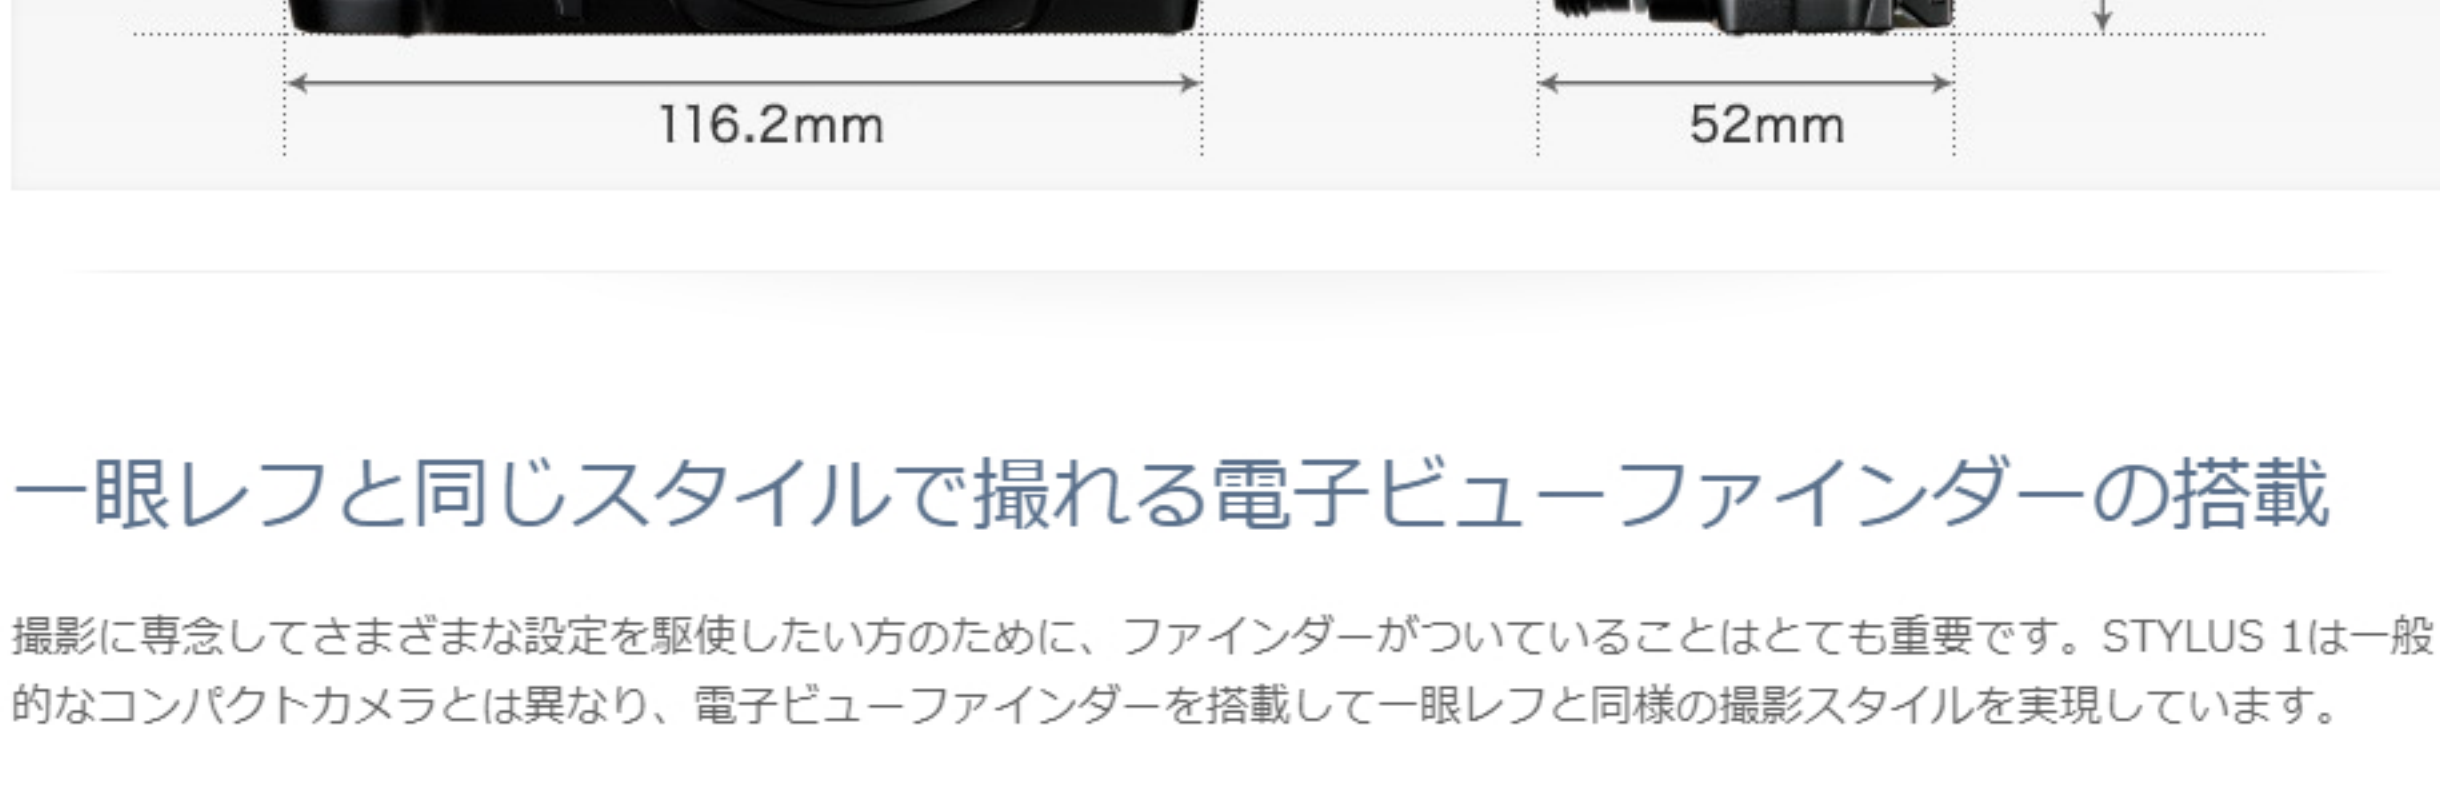 116.2mm 52mm
一眼レフと同じスタイルで撮れる電子ビューファインダーの搭載
撮影に専念してさまざまな設定を駆使したい方のために、ファインダーがついていることはとても重要です。STYLUS 1は一般
的なコンパクトカメラとは異なり、電子ビューファインダーを搭載して一眼レフと同様の撮影スタイルを実現しています。